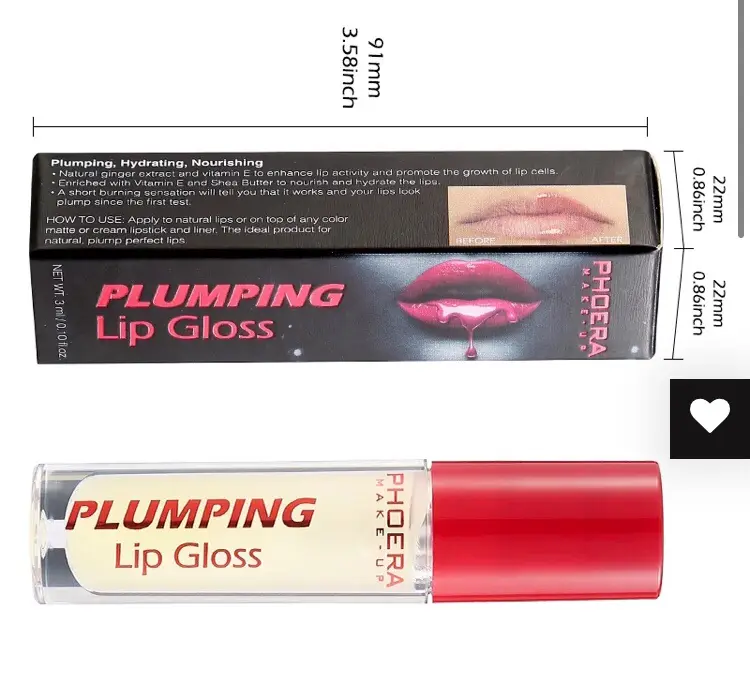 91mm
3.58inch
Plumping, Hydrating, Nourishing
• Natural ginger extract and vitamin E to enhance lip activity and promote the growth of lip cells.
• Enriched with Vitamin E and Shea Butter to nourish and hydrate the lips.
• A short burning sensation will tell you that it works and your lips look
plump since the first test.
HOW TO USE: Apply to natural lips or on top of any color
matte or cream lipstick and liner. The ideal product for
natural, plump perfect lips.
BEFORE
AFTER
22mm
0.86inch
NET WT. 3 ml / 0.10 fl oz.
PLUMPING
Lip Gloss
PHOERA
MAKE-UP
22mm
0.86inch
PLUMPING
Lip Gloss
PHOERA
MAKE-UP